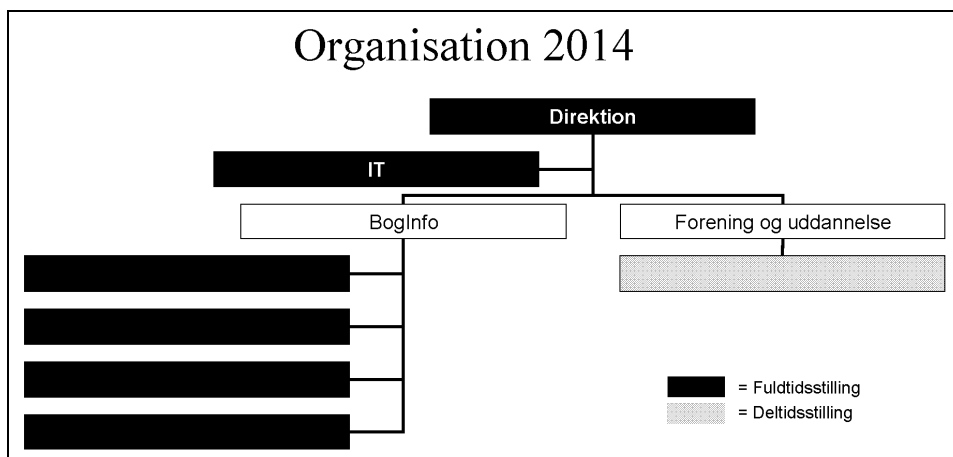 Organisation 2014
Direktion
IT
BogInfo
Forening og uddannelse
= Fuldtidsstilling
= Deltidsstilling